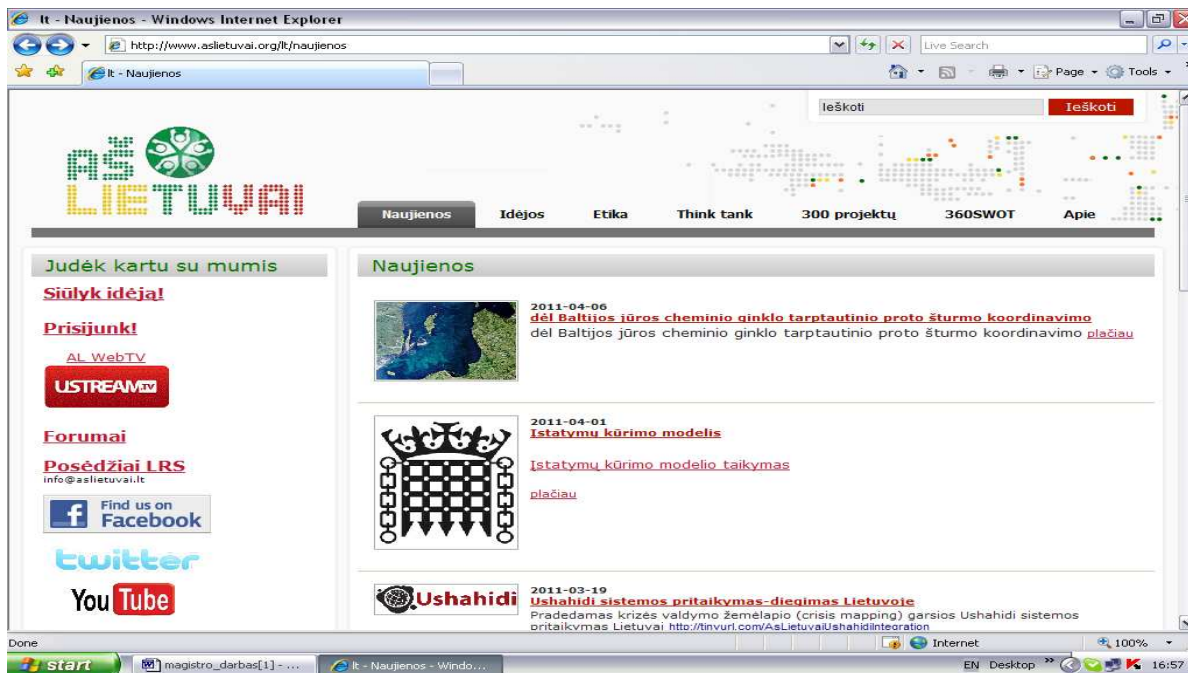 lt - Naujienos - Windows Internet Explorer
http://www.aslietuvai.org/lt/naujienos
Live Search
lt - Naujienos
Page
Tools
Ieškoti
Ieškoti
AŠ
LIETUVAI
Naujienos Idėjos Etika Think tank 300 projektų 360SWOT Apie
Judėk kartu su mumis
Siūlyk idėją!
Prisijunk!
AL WebTV
USTREAM.TV
Forumai
Posėdžiai LRS
info@aslietuvai.lt
Find us on
Facebook
twitter
YouTube
Naujienos
2011-04-06
dėl Baltijos jūros cheminio ginklo tarptautinio proto šturmo koordinavimo
dėl Baltijos jūros cheminio ginklo tarptautinio proto šturmo koordinavimo plačiau
2011-04-01
Įstatymų kūrimo modelis
Įstatymų kūrimo modelio taikymas
plačiau
Ushahidi
2011-03-19
Ushahidi sistemos pritaikymas-diegimas Lietuvoje
Pradedamas krizės valdymo žemėlapio (crisis mapping) garsios Ushahidi sistemos
pritaikymas Lietuvai http://tinyurl.com/AsLietuvaiUshahidiIntegration
Done
Internet
100%
start
magistro_darbas[1] - ...
lt - Naujienos - Windo...
EN Desktop
16:57